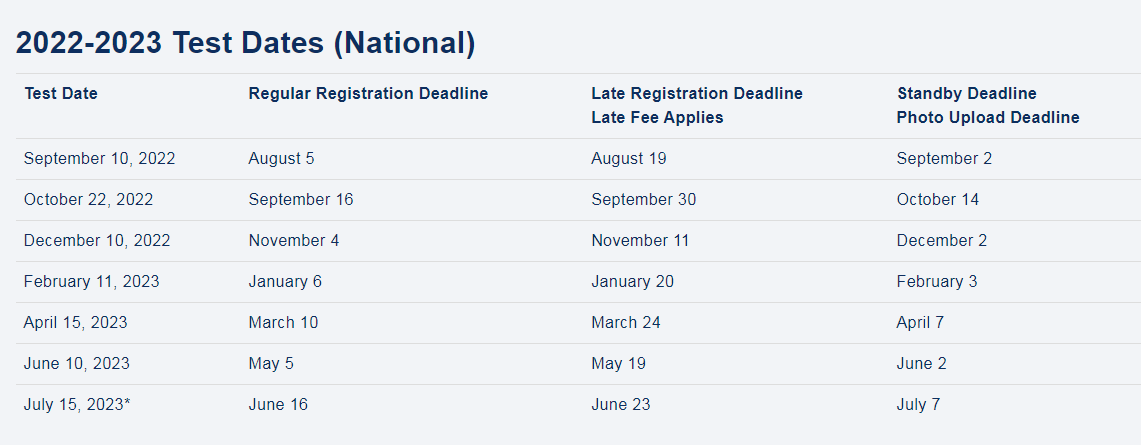 2022-2023 Test Dates (National)
Test Date Regular Registration Deadline Late Registration Deadline Standby Deadline
Late Fee Applies Photo Upload Deadline
September 10, 2022 August 5 August 19 September 2
October 22, 2022 September 16 September 30 October 14
December 10, 2022 November 4 November 11 December 2
February 11, 2023 January 6 January 20 February 3
April 15, 2023 March 10 March 24 April 7
June 10, 2023 May 5 May 19 June 2
July 15, 2023* June 16 June 23 July 7